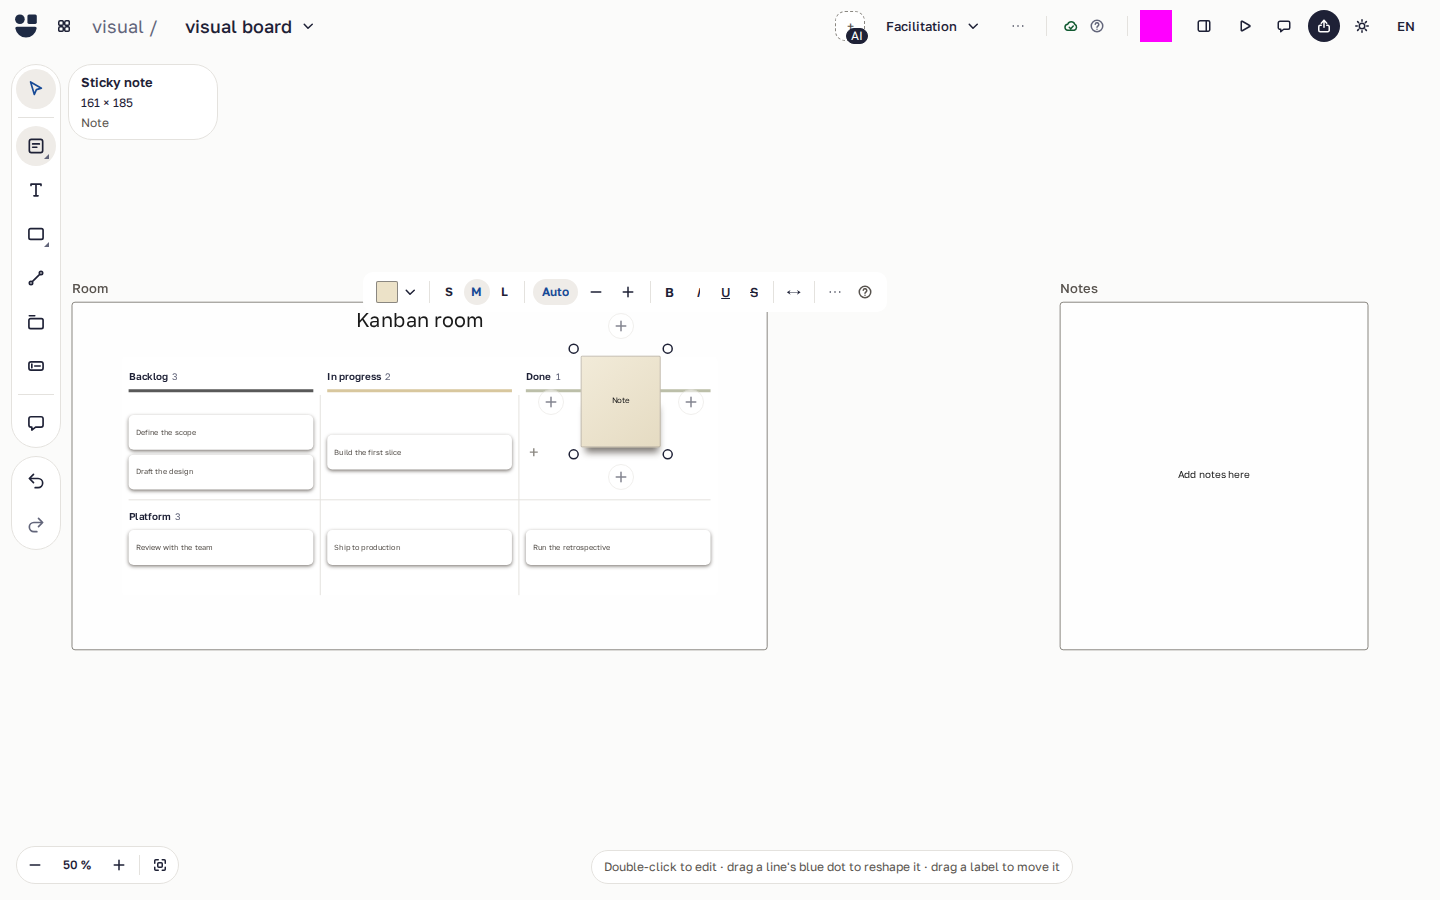 visual /
visual board
AI
Facilitation
EN
Sticky note
161 × 185
Note
S
M
L
Auto
B
I
U
S
Room
Notes
Kanban room
Backlog 3
In progress 2
Done 1
Note
Define the scope
Draft the design
Build the first slice
Platform 3
Review with the team
Ship to production
Run the retrospective
Add notes here
50 %
Double-click to edit · drag a line's blue dot to reshape it · drag a label to move it